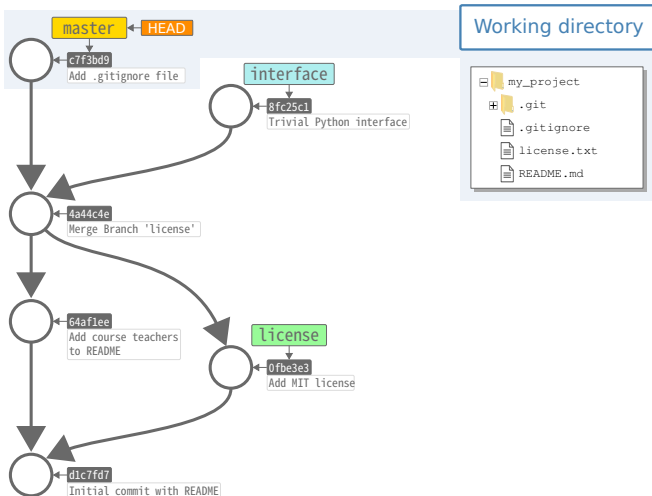 master
HEAD
c7f3bd9
Add .gitignore file
interface
8fc25c1
Trivial Python interface
4a44c4e
Merge Branch 'license'
64af1ee
Add course teachers
to README
license
0fbe3e3
Add MIT license
d1c7fd7
Initial commit with README
Working directory
my_project
.git
.gitignore
license.txt
README.md